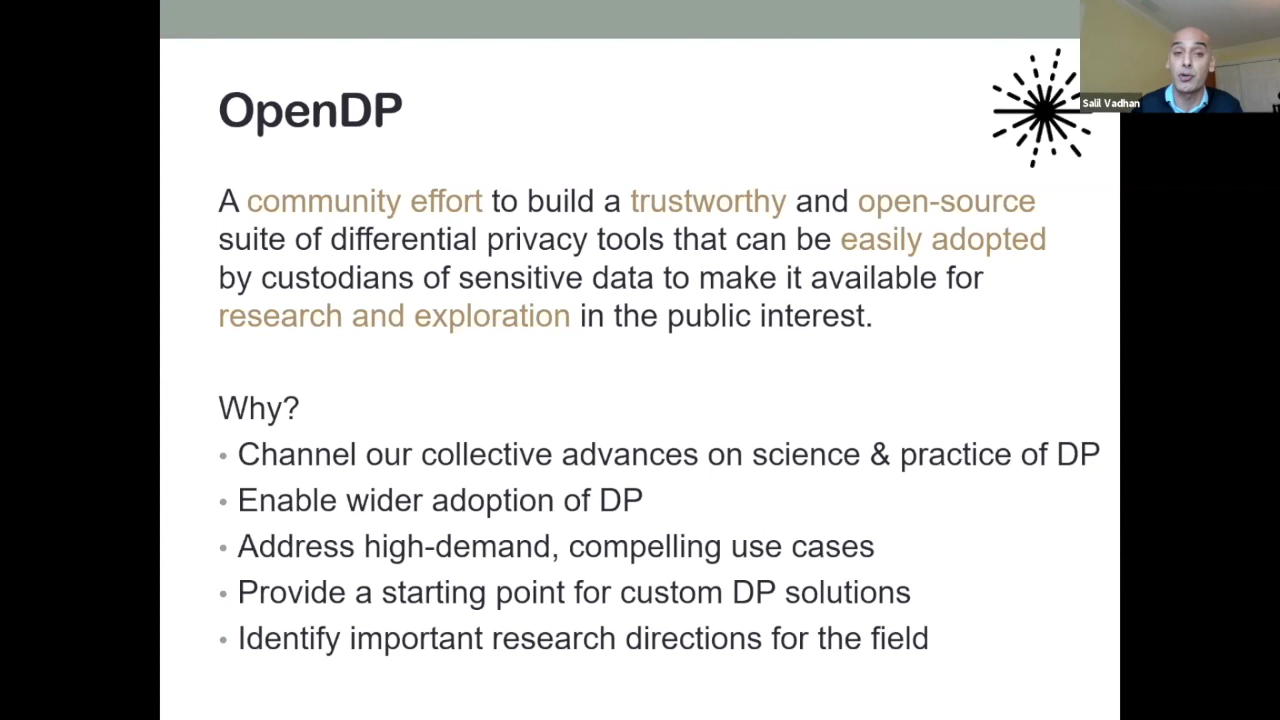 OpenDP
Salil Vadhan
A community effort to build a trustworthy and open-source
suite of differential privacy tools that can be easily adopted
by custodians of sensitive data to make it available for
research and exploration in the public interest.
Why?
• Channel our collective advances on science & practice of DP
• Enable wider adoption of DP
• Address high-demand, compelling use cases
• Provide a starting point for custom DP solutions
• Identify important research directions for the field